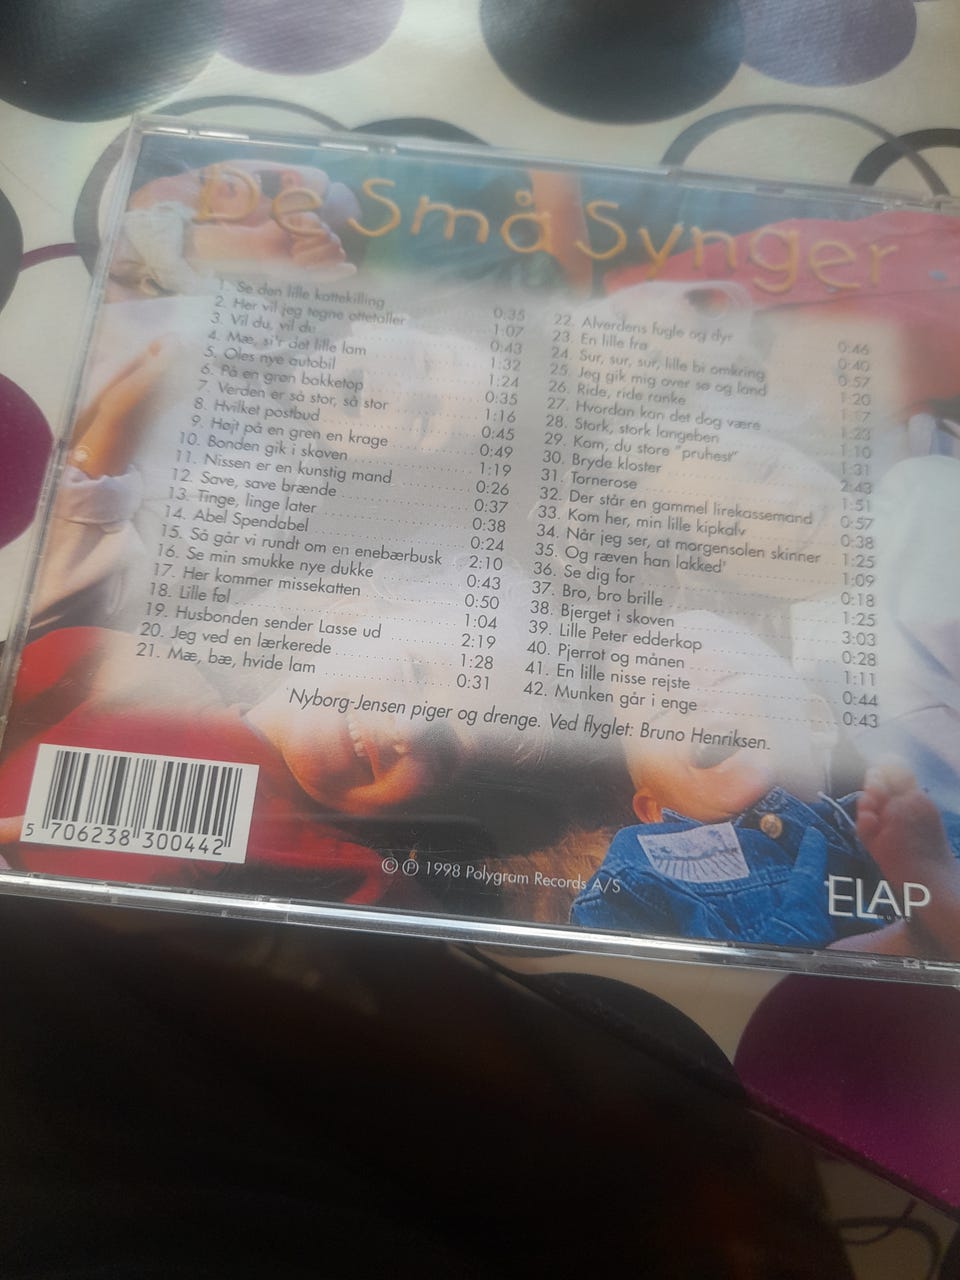 De Små Synger
1. Se den lille kattekilling 0:35
2. Her vil jeg tegne ottetaller 1:07
3. Vil du, vil du 0:43
4. Mæ, si'r det lille lam 1:32
5. Oles nye autobil 1:24
6. På en grøn bakketop 0:35
7. Verden er så stor, så stor 1:16
8. Hvilket postbud 0:45
9. Højt på en gren en krage 0:49
10. Bonden gik i skoven 1:19
11. Nissen er en kunstig mand 0:26
12. Save, save brænde 0:37
13. Tinge, linge later 0:38
14. Abel Spendabel 0:24
15. Så går vi rundt om en enebærbusk 2:10
16. Se min smukke nye dukke 0:43
17. Her kommer missekatten 0:50
18. Lille føl 1:04
19. Husbonden sender Lasse ud 2:19
20. Jeg ved en lærkerede 1:28
21. Mæ, bæ, hvide lam 0:31
22. Alverdens fugle og dyr 0:46
23. En lille frø 0:40
24. Sur, sur, sur, lille bi omkring 0:57
25. Jeg gik mig over sø og land 1:20
26. Ride, ride ranke 1:57
27. Hvordan kan det dog være 1:23
28. Stork, stork langeben 1:10
29. Kom, du store "pruhest" 1:31
30. Bryde kloster 2:43
31. Tornerose 1:51
32. Der står en gammel lirekassemand 0:57
33. Kom her, min lille kipkalv 0:38
34. Når jeg ser, at morgensolen skinner 1:25
35. Og ræven han lakked' 1:09
36. Se dig for 0:18
37. Bro, bro brille 1:25
38. Bjerget i skoven 3:03
39. Lille Peter edderkop 0:28
40. Pjerrot og månen 1:11
41. En lille nisse rejste 0:44
42. Munken går i enge 0:43
Nyborg-Jensen piger og drenge. Ved flyglet: Bruno Henriksen.
5 706238 300442
© ℗ 1998 Polygram Records A/S
ELAP
MUSIC